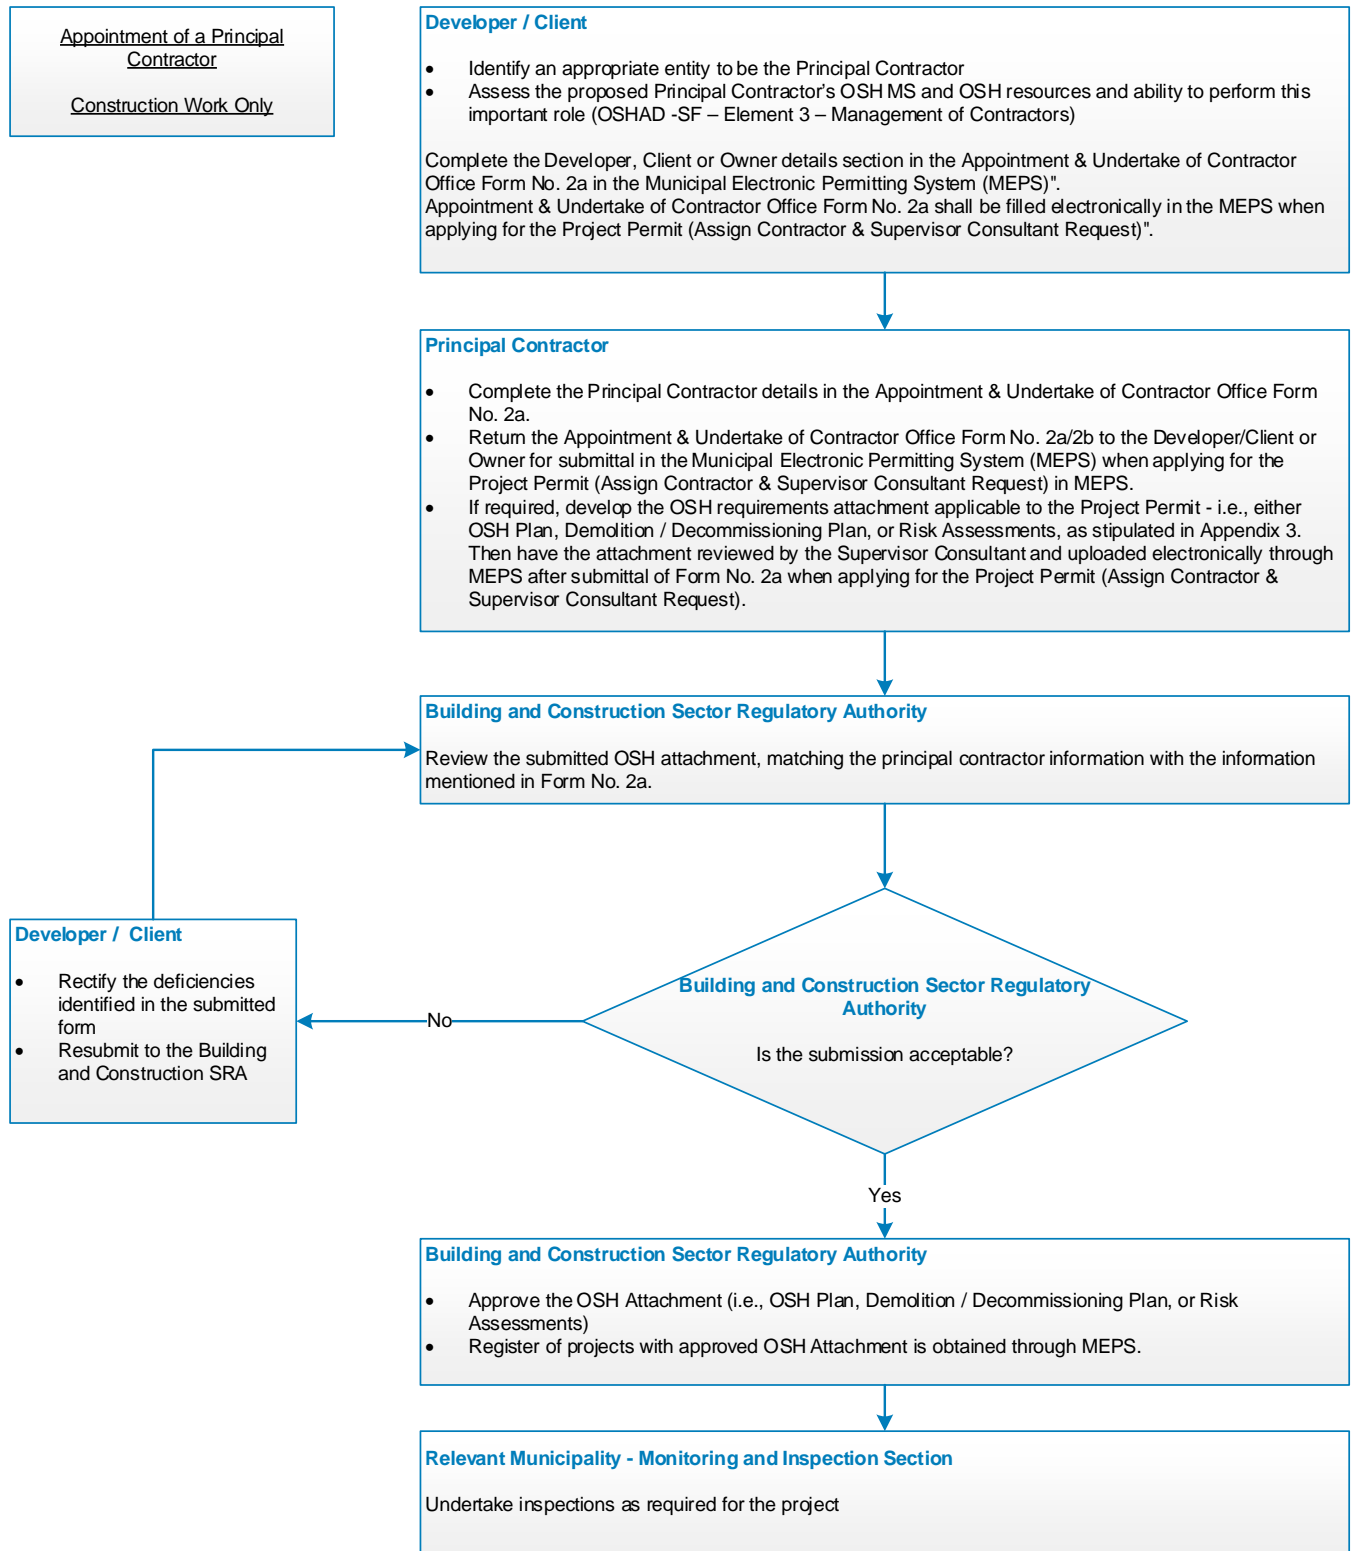 Appointment of a Principal
Contractor
Construction Work Only
Developer / Client
• Identify an appropriate entity to be the Principal Contractor
• Assess the proposed Principal Contractor's OSH MS and OSH resources and ability to perform this
important role (OSHAD -SF – Element 3 – Management of Contractors)
Complete the Developer, Client or Owner details section in the Appointment & Undertake of Contractor
Office Form No. 2a in the Municipal Electronic Permitting System (MEPS)".
Appointment & Undertake of Contractor Office Form No. 2a shall be filled electronically in the MEPS when
applying for the Project Permit (Assign Contractor & Supervisor Consultant Request)".
Principal Contractor
• Complete the Principal Contractor details in the Appointment & Undertake of Contractor Office Form
No. 2a.
• Return the Appointment & Undertake of Contractor Office Form No. 2a/2b to the Developer/Client or
Owner for submittal in the Municipal Electronic Permitting System (MEPS) when applying for the
Project Permit (Assign Contractor & Supervisor Consultant Request) in MEPS.
• If required, develop the OSH requirements attachment applicable to the Project Permit - i.e., either
OSH Plan, Demolition / Decommissioning Plan, or Risk Assessments, as stipulated in Appendix 3.
Then have the attachment reviewed by the Supervisor Consultant and uploaded electronically through
MEPS after submittal of Form No. 2a when applying for the Project Permit (Assign Contractor &
Supervisor Consultant Request).
Building and Construction Sector Regulatory Authority
Review the submitted OSH attachment, matching the principal contractor information with the information
mentioned in Form No. 2a.
Developer / Client
• Rectify the deficiencies
identified in the submitted
form
• Resubmit to the Building
and Construction SRA
No
Building and Construction Sector Regulatory
Authority
Is the submission acceptable?
Yes
Building and Construction Sector Regulatory Authority
• Approve the OSH Attachment (i.e., OSH Plan, Demolition / Decommissioning Plan, or Risk
Assessments)
• Register of projects with approved OSH Attachment is obtained through MEPS.
Relevant Municipality - Monitoring and Inspection Section
Undertake inspections as required for the project